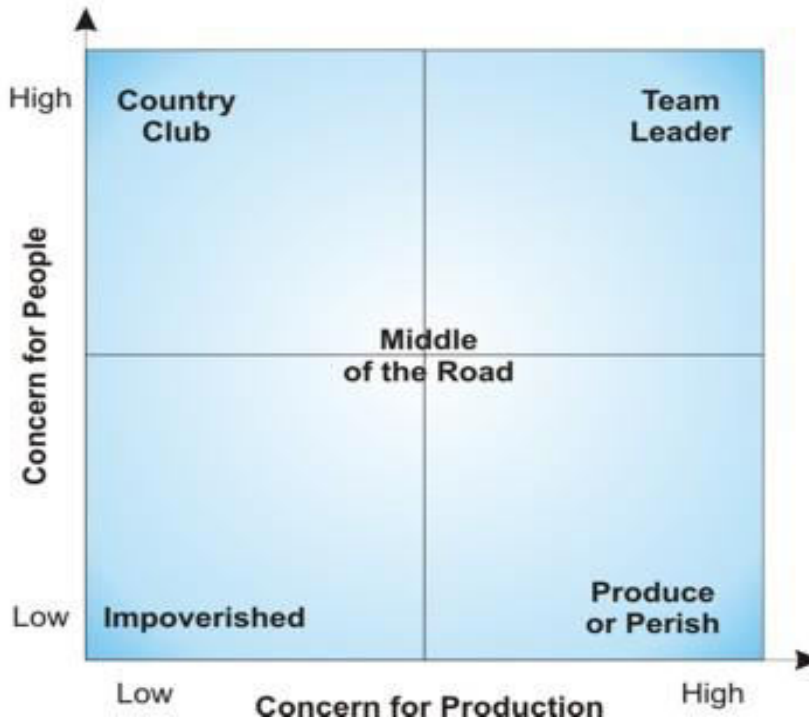 High
Country
Club
Team
Leader
Concern for People
Middle
of the Road
Low
Impoverished
Produce
or Perish
Low
Concern for Production
High